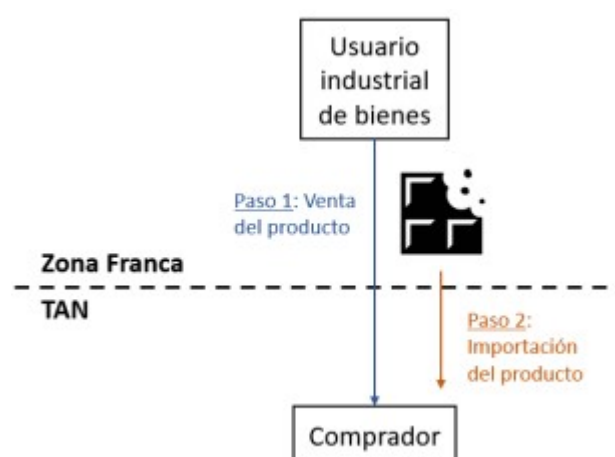 Usuario
industrial
de bienes
Paso 1: Venta
del producto
Zona Franca
TAN
Paso 2:
Importación
del producto
Comprador